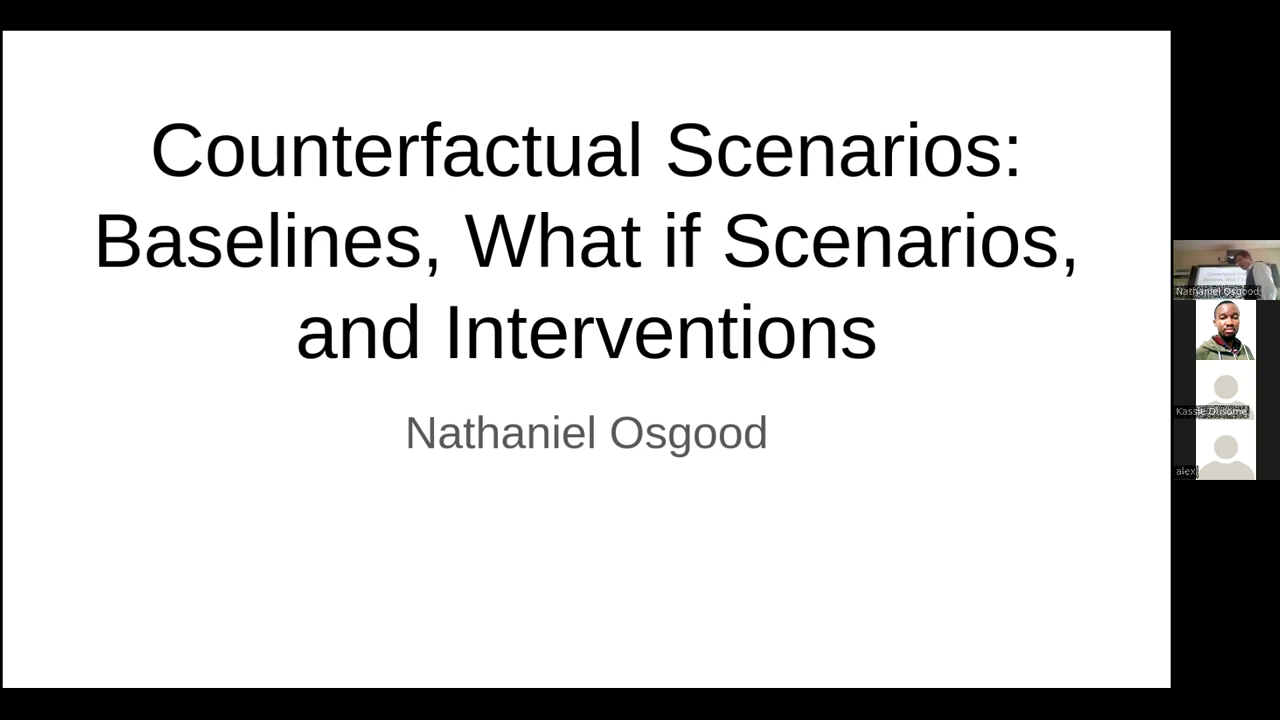 Counterfactual Scenarios:
Baselines, What if Scenarios,
and Interventions
Nathaniel Osgood
Nathaniel Osgood
Kassie Dusome
alex